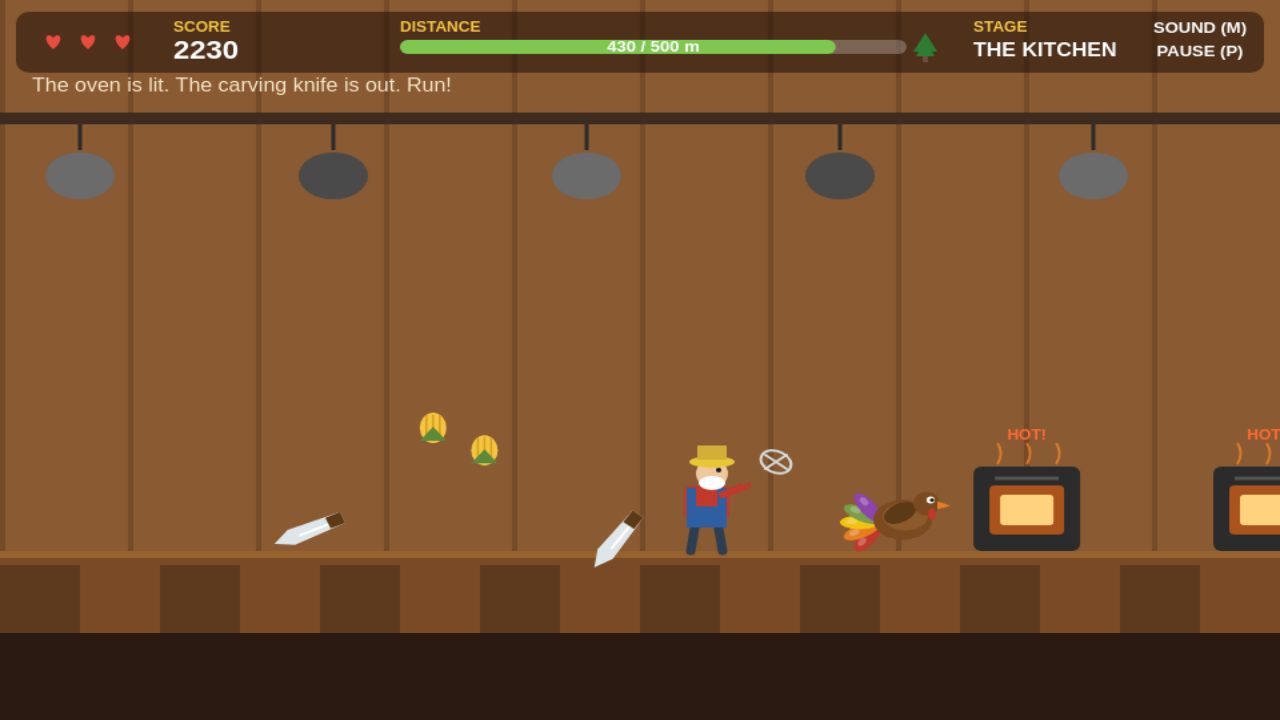 SCORE
2230
DISTANCE
430 / 500 m
STAGE
THE KITCHEN
SOUND (M)
PAUSE (P)
The oven is lit. The carving knife is out. Run!
HOT!
HOT